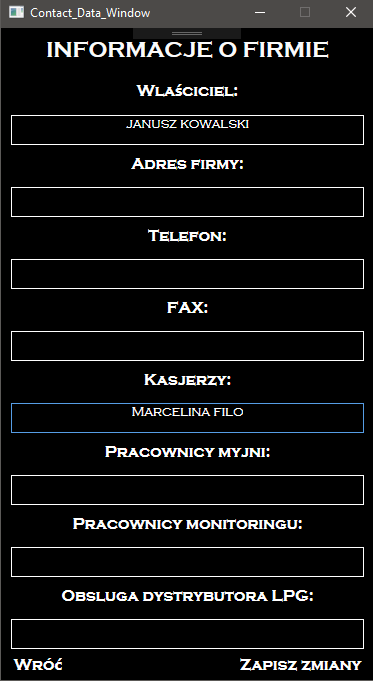 Contact_Data_Window
INFORMACJE O FIRMIE
Właściciel:
JANUSZ KOWALSKI
Adres firmy:
Telefon:
FAX:
Kasjerzy:
Marcelina filo
Pracownicy myjni:
Pracownicy monitoringu:
Obsluga dystrybutora LPG:
Wróć
Zapisz zmiany